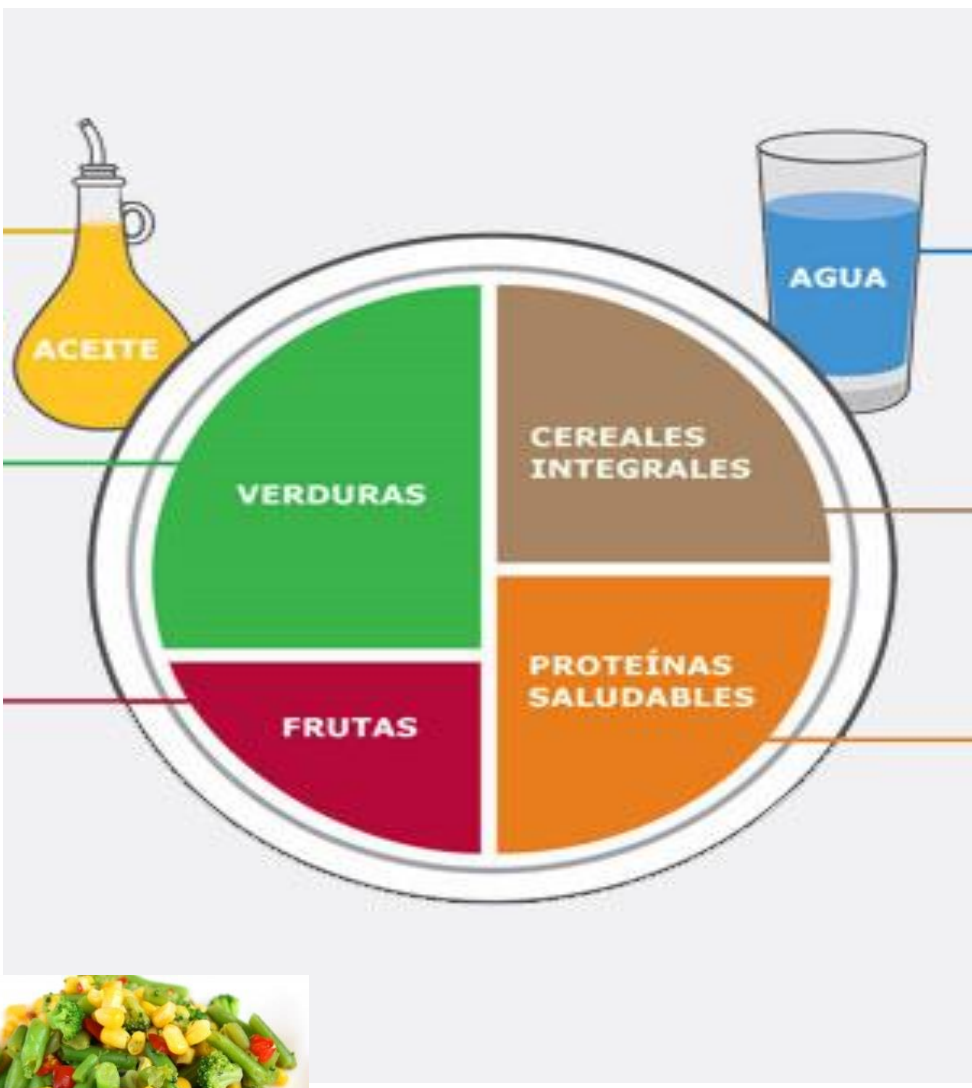 AGUA
ACEITE
VERDURAS
CEREALES
INTEGRALES
FRUTAS
PROTEÍNAS
SALUDABLES